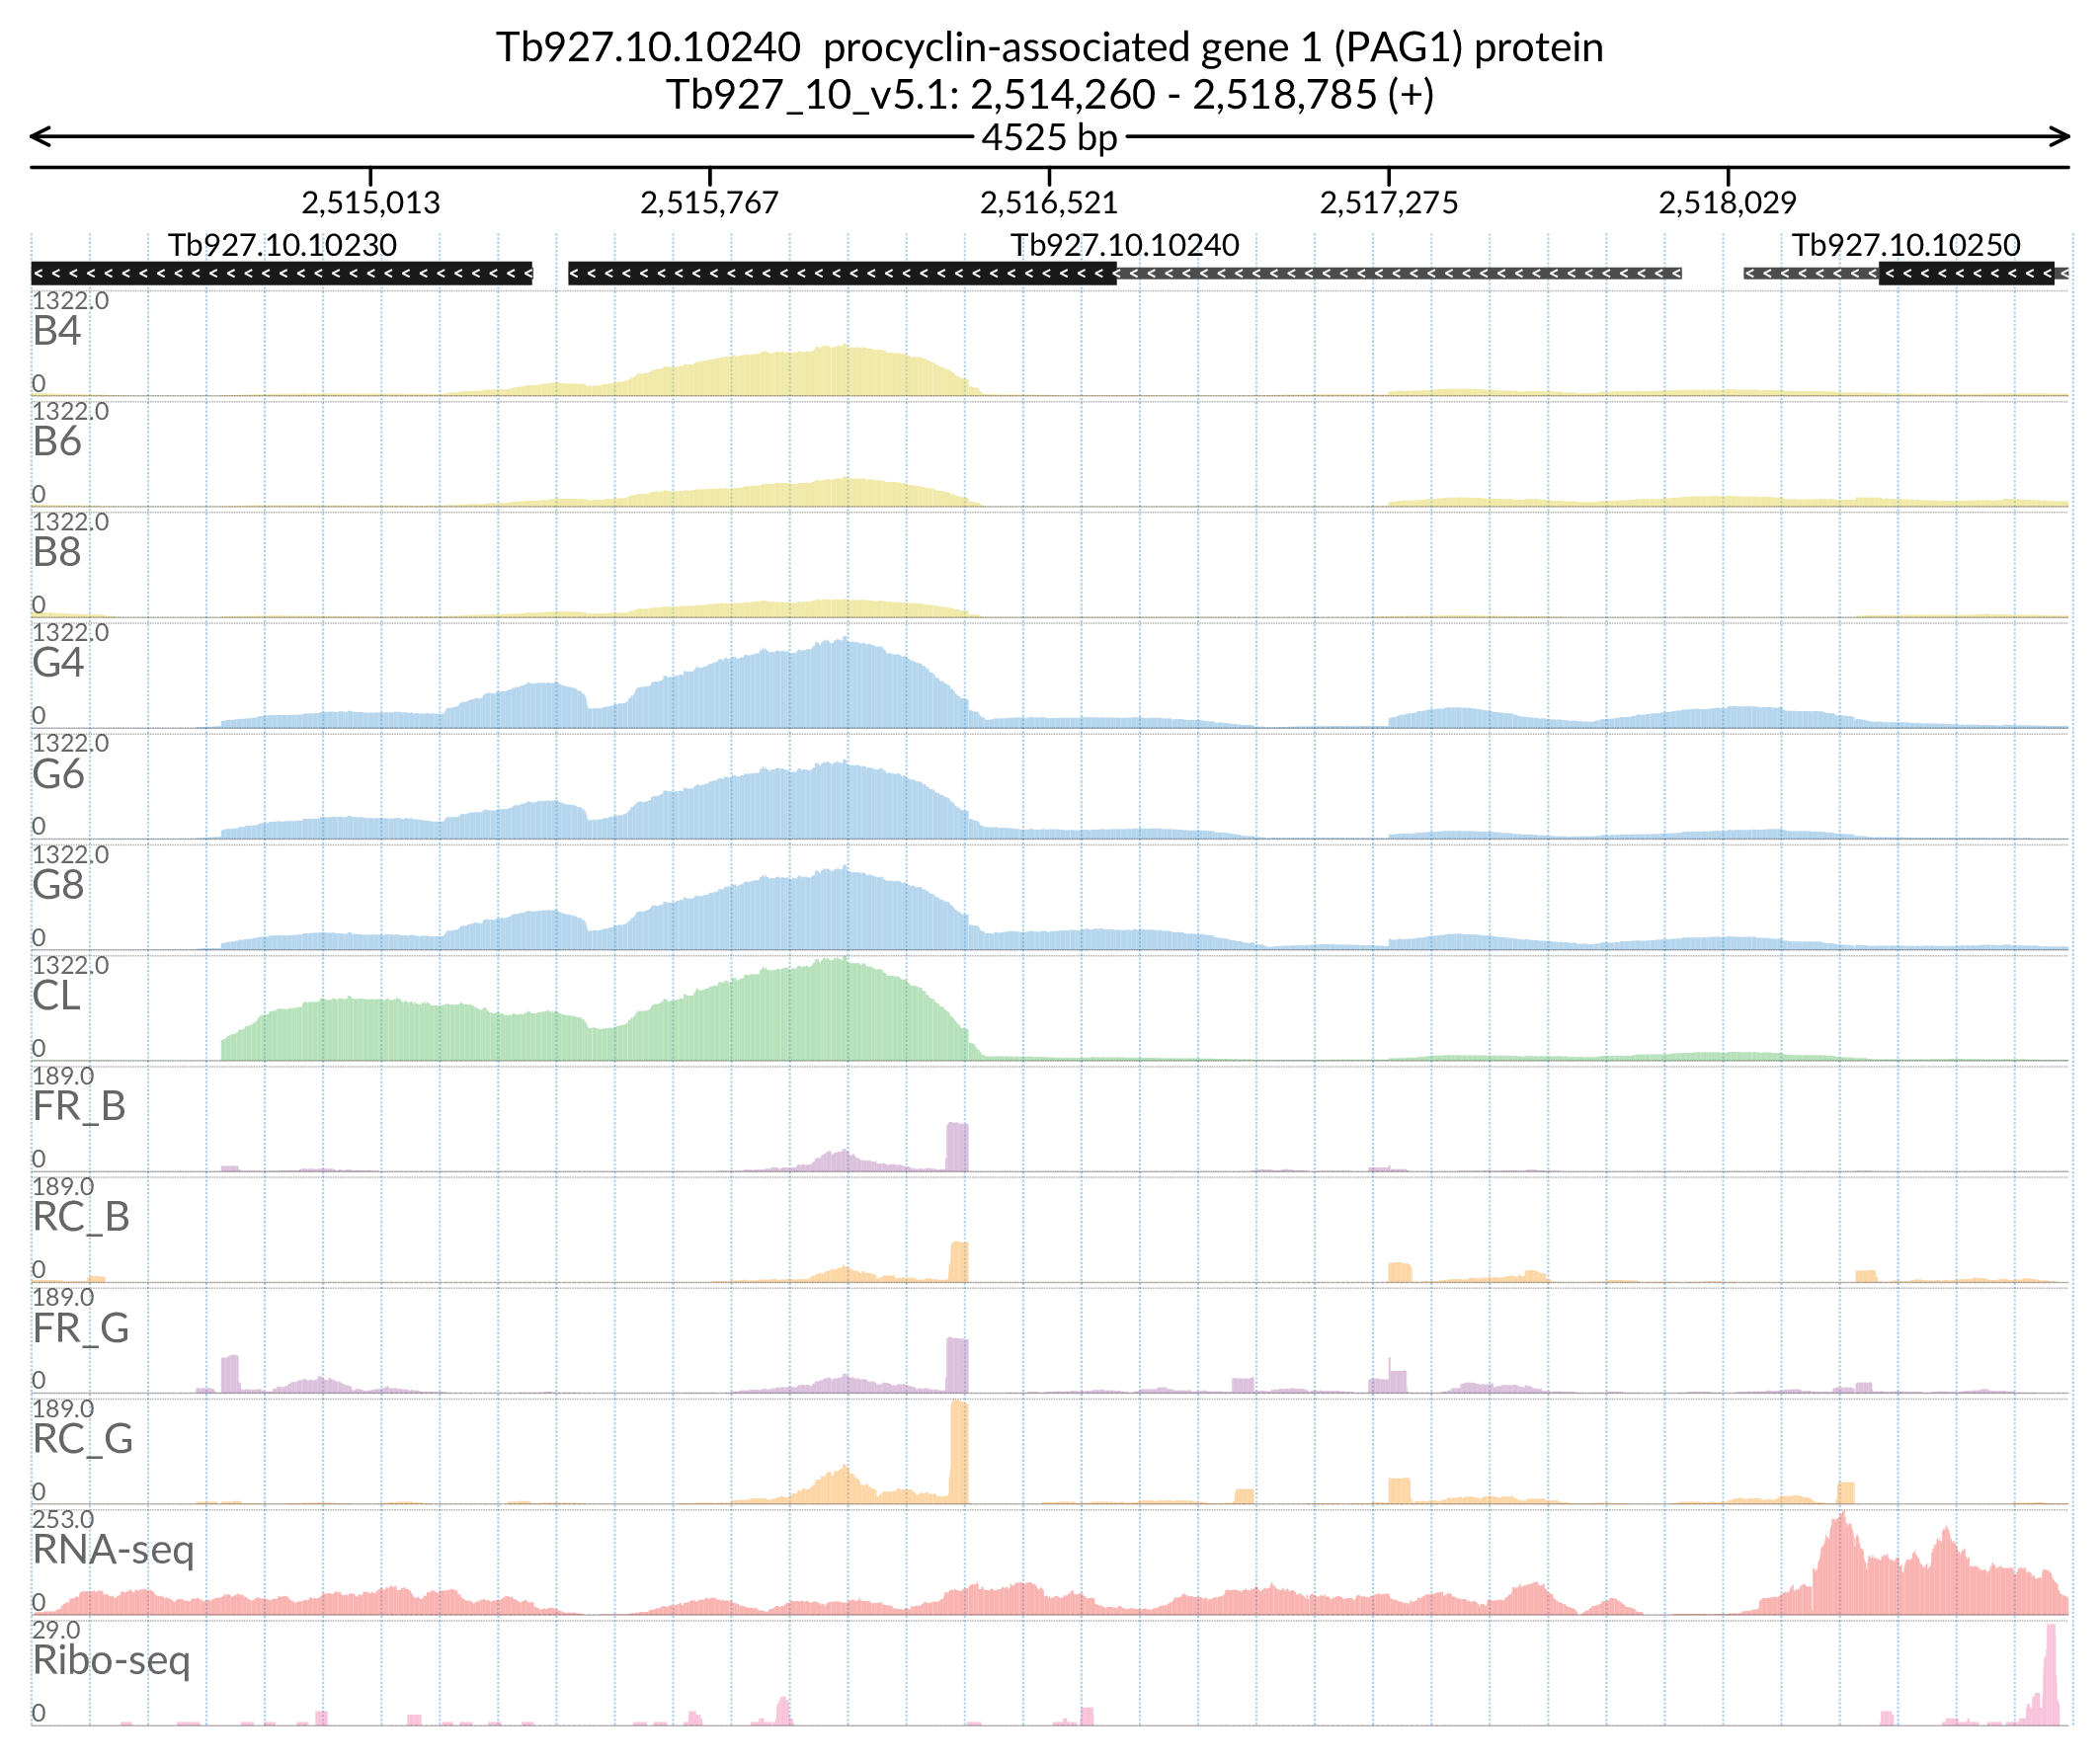 Tb927.10.10240  procyclin-associated gene 1 (PAG1) protein
Tb927_10_v5.1: 2,514,260 - 2,518,785 (+)
4525 bp
2,515,013 2,515,767 2,516,521 2,517,275 2,518,029
Tb927.10.10230 Tb927.10.10240 Tb927.10.10250
1322.0
B4
0
1322.0
B6
0
1322.0
B8
0
1322.0
G4
0
1322.0
G6
0
1322.0
G8
0
1322.0
CL
0
189.0
FR_B
0
189.0
RC_B
0
189.0
FR_G
0
189.0
RC_G
0
253.0
RNA-seq
0
29.0
Ribo-seq
0